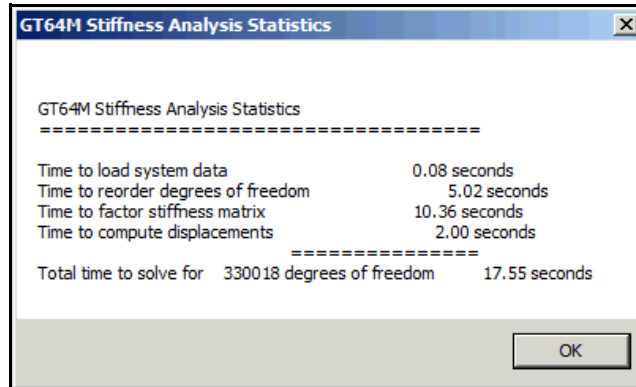 GT64M Stiffness Analysis Statistics
GT64M Stiffness Analysis Statistics
===================================
Time to load system data 0.08 seconds
Time to reorder degrees of freedom 5.02 seconds
Time to factor stiffness matrix 10.36 seconds
Time to compute displacements 2.00 seconds
===============
Total time to solve for 330018 degrees of freedom 17.55 seconds
OK